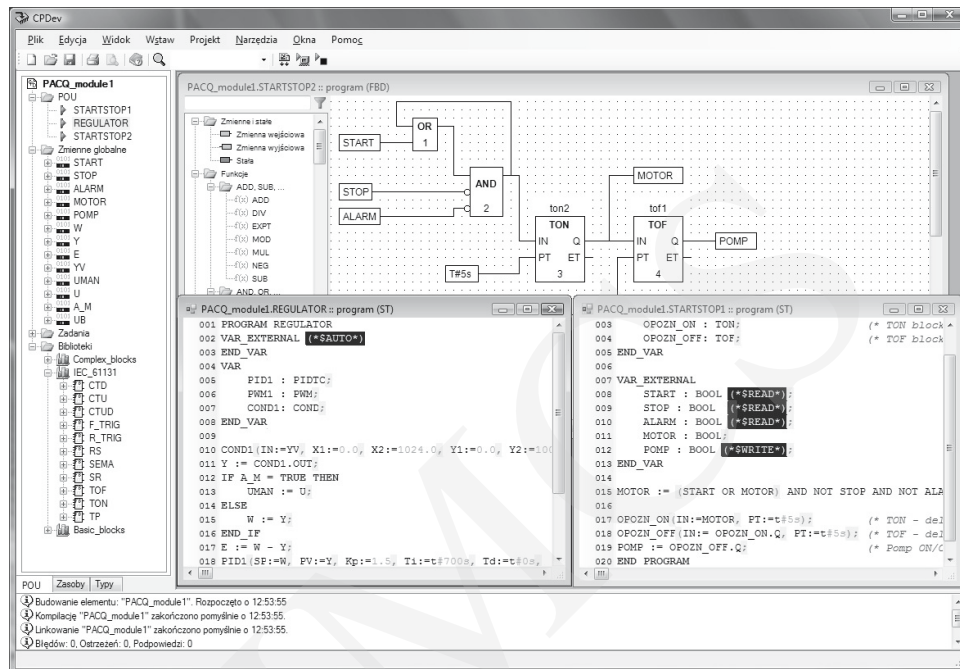 CPDev
Plik Edycja Widok Wstaw Projekt Narzędzia Okna Pomoc
PACQ_module1
POU
STARTSTOP1
REGULATOR
STARTSTOP2
Zmienne globalne
START
STOP
ALARM
MOTOR
POMP
W
Y
E
YV
UMAN
U
A_M
UB
Zadania
Biblioteki
Complex_blocks
IEC_61131
CTD
CTU
CTUD
F_TRIG
R_TRIG
RS
SEMA
SR
TOF
TON
TP
Basic_blocks
POU Zasoby Typy
PACQ_module1.STARTSTOP2 :: program (FBD)
Zmienne i stałe
Zmienna wejściowa
Zmienna wyjściowa
Stała
Funkcje
ADD, SUB, ...
f(x) ADD
f(x) DIV
f(x) EXPT
f(x) MOD
f(x) MUL
f(x) NEG
f(x) SUB
AND, OR, ...
START
OR
1
STOP
ALARM
AND
2
T#5s
ton2
TON
IN Q
PT ET
3
MOTOR
tof1
TOF
IN Q
PT ET
4
POMP
PACQ_module1.REGULATOR :: program (ST)
001 PROGRAM REGULATOR
002 VAR_EXTERNAL (*$AUTO*)
003 END_VAR
004 VAR
005 PID1 : PIDTC;
006 PWM1 : PWM;
007 COND1: COND;
008 END_VAR
009
010 COND1(IN:=YV, X1:=0.0, X2:=1024.0, Y1:=0.0, Y2:=100
011 Y := COND1.OUT;
012 IF A_M = TRUE THEN
013 UMAN := U;
014 ELSE
015 W := Y;
016 END_IF
017 E := W - Y;
018 PID1(SP:=W, PV:=Y, Kp:=1.5, Ti:=t#700s, Td:=t#0s,
PACQ_module1.STARTSTOP1 :: program (ST)
003 OPOZN_ON : TON; (* TON block
004 OPOZN_OFF: TOF; (* TOF block
005 END_VAR
006
007 VAR_EXTERNAL
008 START : BOOL (*$READ*);
009 STOP : BOOL (*$READ*);
010 ALARM : BOOL (*$READ*);
011 MOTOR : BOOL;
012 POMP : BOOL (*$WRITE*);
013 END_VAR
014
015 MOTOR := (START OR MOTOR) AND NOT STOP AND NOT ALA
016
017 OPOZN_ON(IN:=MOTOR, PT:=t#5s); (* TON - del
018 OPOZN_OFF(IN:= OPOZN_ON.Q, PT:=t#5s); (* TOF - del
019 POMP := OPOZN_OFF.Q; (* Pomp ON/O
020 END PROGRAM
Budowanie elementu: "PACQ_module1". Rozpoczęto o 12:53:55
Kompilację "PACQ_module1" zakończono pomyślnie o 12:53:55.
Linkowanie "PACQ_module1" zakończono pomyślnie o 12:53:55.
Błędów: 0, Ostrzeżeń: 0, Podpowiedzi: 0